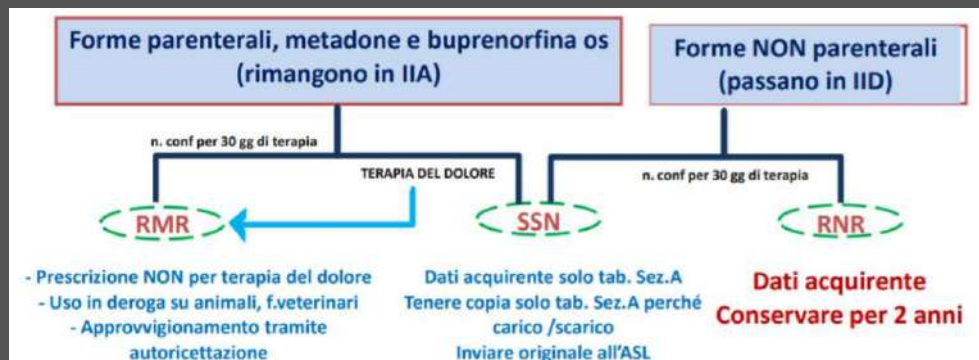 Forme parenterali, metadone e buprenorfina os
(rimangono in IIA)
Forme NON parenterali
(passano in IID)
n. conf per 30 gg di terapia
TERAPIA DEL DOLORE
n. conf per 30 gg di terapia
RMR
SSN
RNR
- Prescrizione NON per terapia del dolore
- Uso in deroga su animali, f.veterinari
- Approvvigionamento tramite
autoricettazione
Dati acquirente solo tab. Sez.A
Tenere copia solo tab. Sez.A perché
carico /scarico
Inviare originale all'ASL
Dati acquirente
Conservare per 2 anni